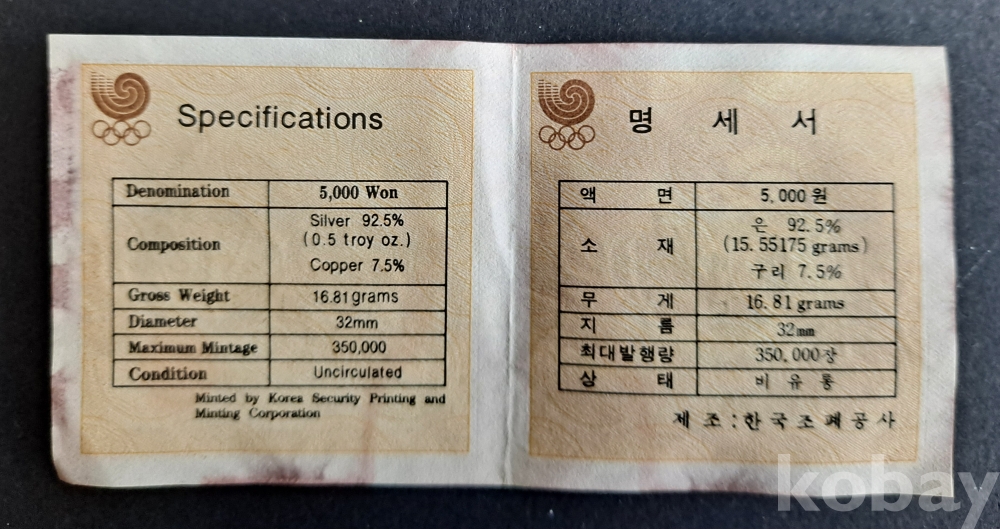 Specifications
Denomination 5,000 Won
Composition Silver 92.5%
(0.5 troy oz.)
Copper 7.5%
Gross Weight 16.81 grams
Diameter 32mm
Maximum Mintage 350,000
Condition Uncirculated
Minted by Korea Security Printing and
Minting Corporation
명 세 서
액 면 5,000 원
소 재 은 92.5%
(15.55175 grams)
구리 7.5%
무 게 16.81 grams
지 름 32mm
최대발행량 350,000장
상 태 비 유 통
제 조 : 한국조폐공사
kobay